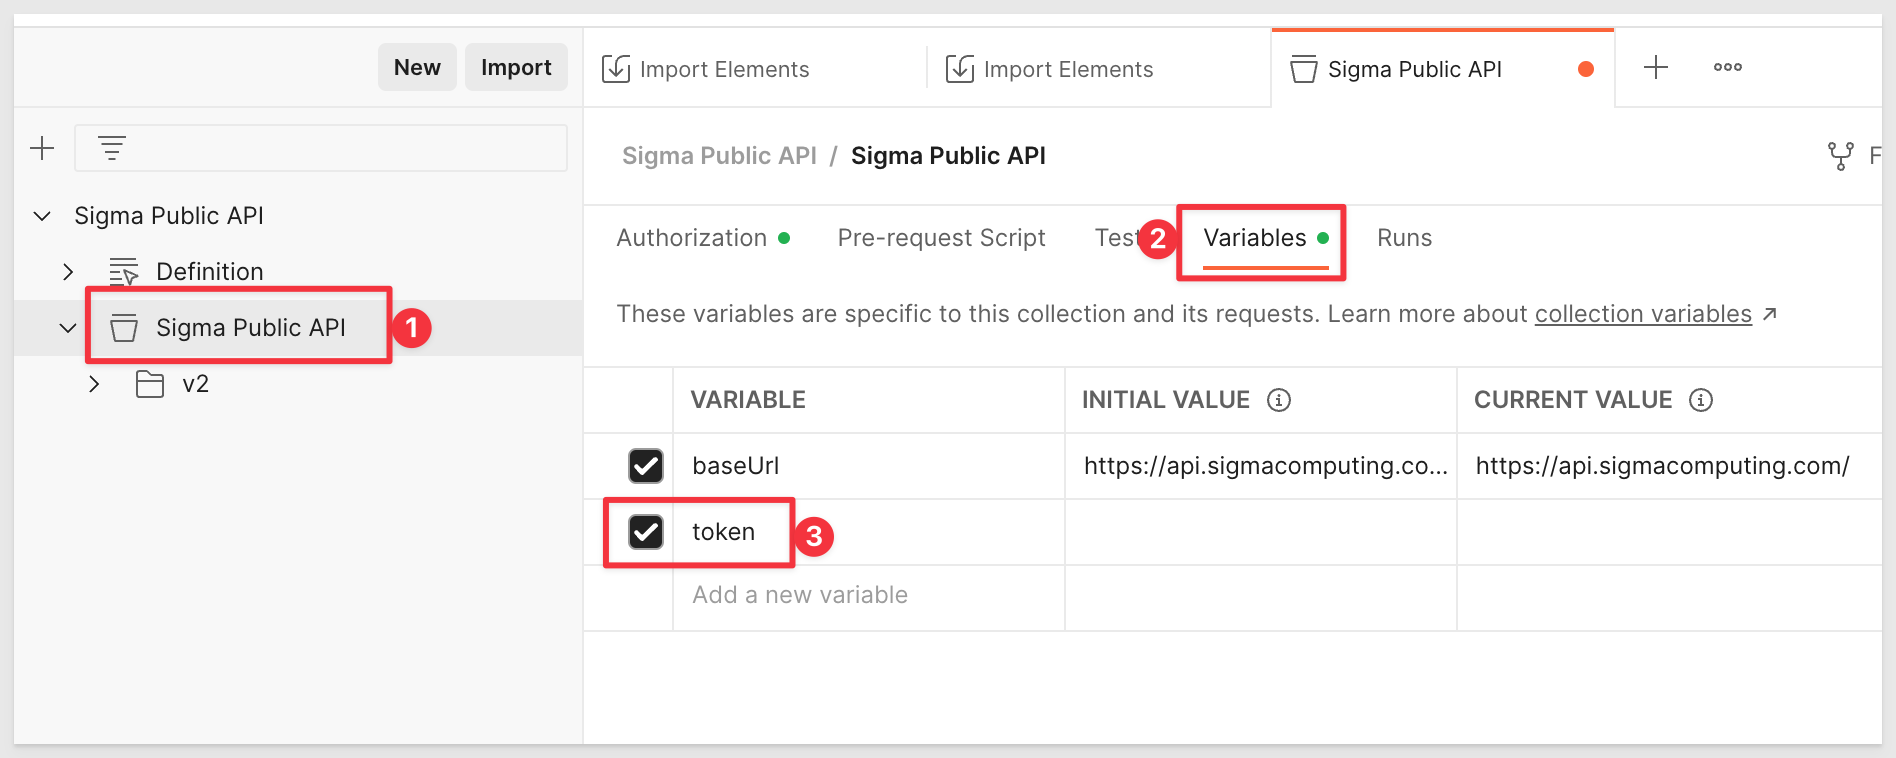 New Import
Import Elements
Import Elements
Sigma Public API
Sigma Public API / Sigma Public API
Sigma Public API
Definition
Sigma Public API 1
v2
Authorization
Pre-request Script
2
Variables
Runs
These variables are specific to this collection and its requests. Learn more about collection variables ↗
VARIABLE INITIAL VALUE CURRENT VALUE
baseUrl https://api.sigmacomputing.co... https://api.sigmacomputing.com/
token 3
Add a new variable